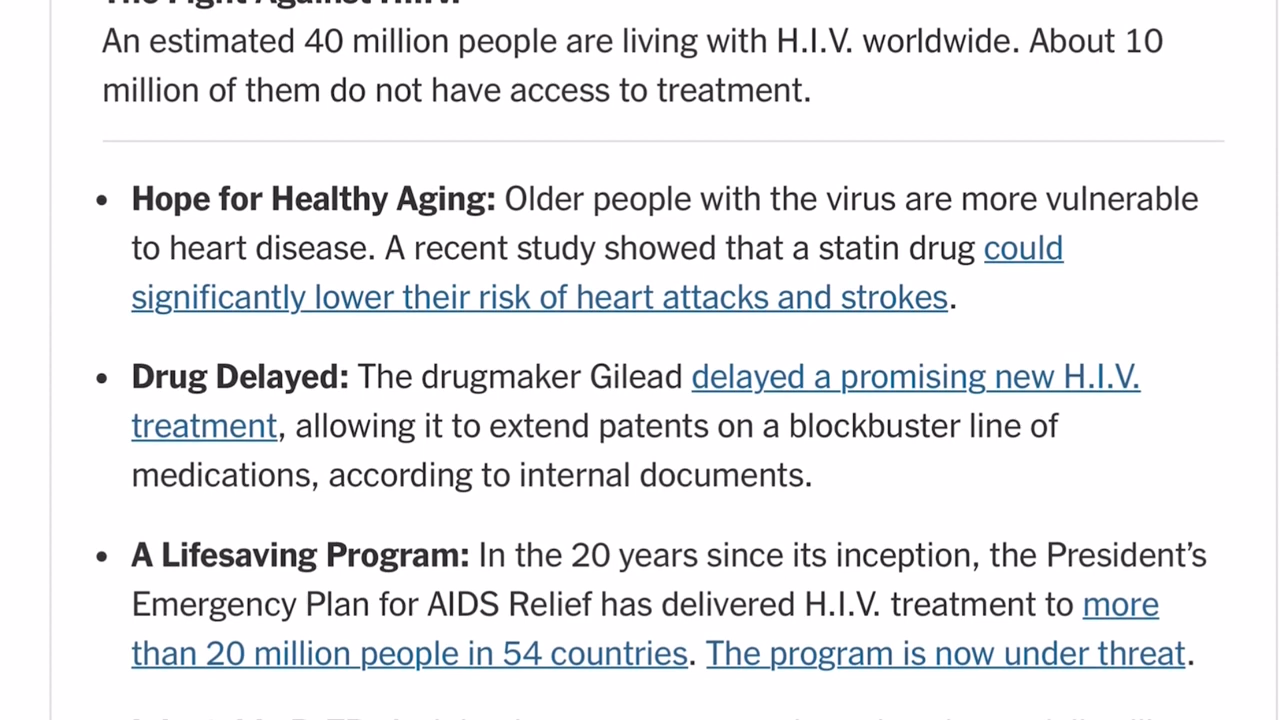 The Fight Against H.I.V.
An estimated 40 million people are living with H.I.V. worldwide. About 10
million of them do not have access to treatment.
• Hope for Healthy Aging: Older people with the virus are more vulnerable
to heart disease. A recent study showed that a statin drug could
significantly lower their risk of heart attacks and strokes.
• Drug Delayed: The drugmaker Gilead delayed a promising new H.I.V.
treatment, allowing it to extend patents on a blockbuster line of
medications, according to internal documents.
• A Lifesaving Program: In the 20 years since its inception, the President’s
Emergency Plan for AIDS Relief has delivered H.I.V. treatment to more
than 20 million people in 54 countries. The program is now under threat.